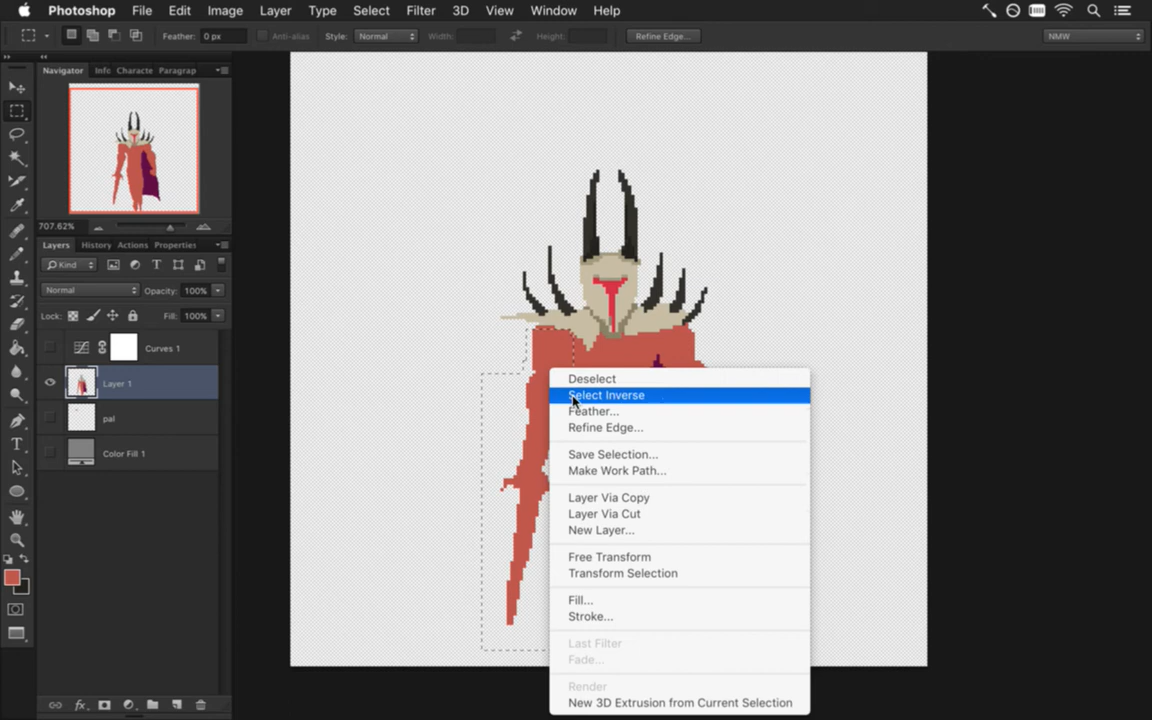 Photoshop File Edit Image Layer Type Select Filter 3D View Window Help
Feather: 0 px Anti-alias Style: Normal Width: Height: Refine Edge... NMW
Navigator Info Characte Paragrap
707.62%
Layers History Actions Properties
Kind
Normal Opacity: 100%
Lock: Fill: 100%
Curves 1
Layer 1
pal
Color Fill 1
Deselect
Select Inverse
Feather...
Refine Edge...
Save Selection...
Make Work Path...
Layer Via Copy
Layer Via Cut
New Layer...
Free Transform
Transform Selection
Fill...
Stroke...
Last Filter
Fade...
Render
New 3D Extrusion from Current Selection